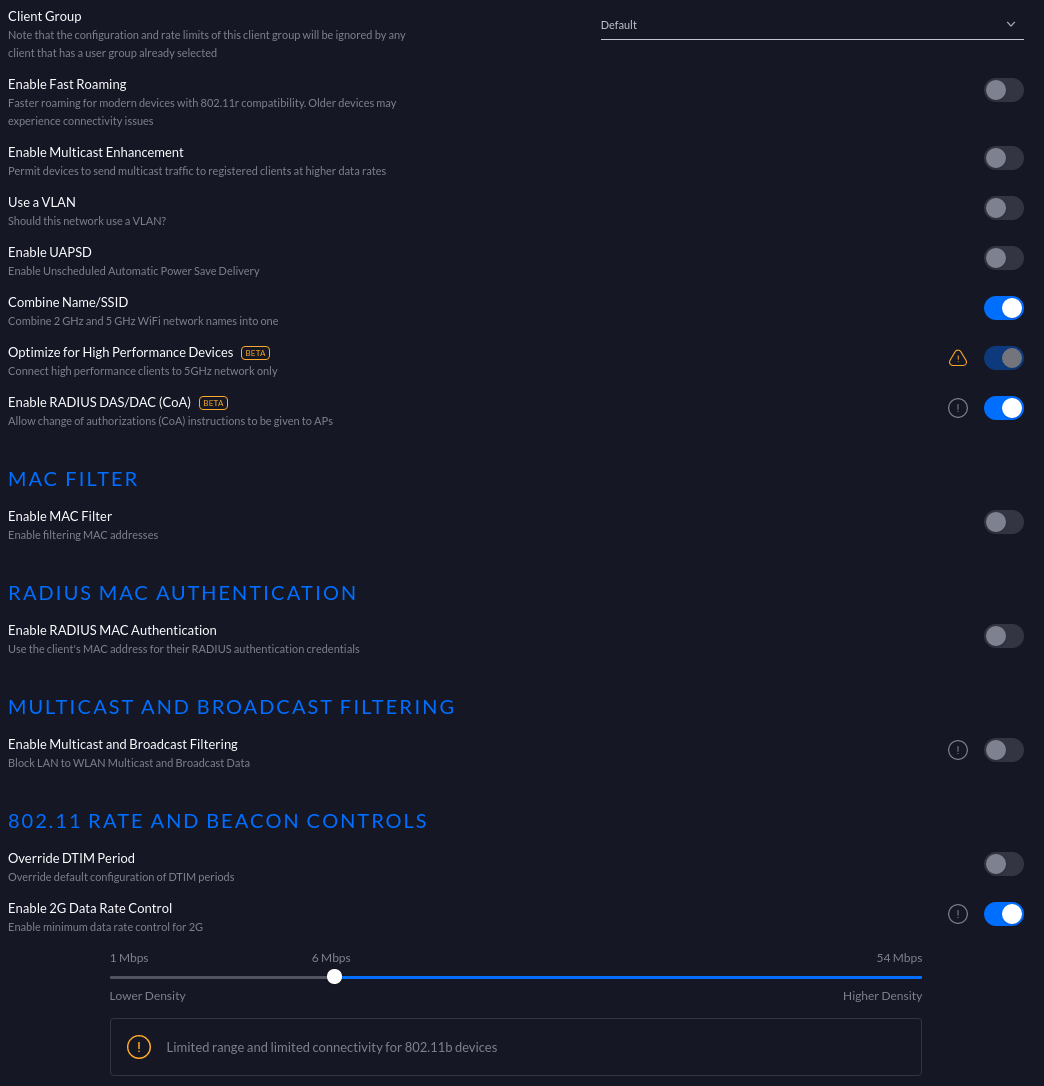 Client Group
Note that the configuration and rate limits of this client group will be ignored by any
client that has a user group already selected
Default
Enable Fast Roaming
Faster roaming for modern devices with 802.11r compatibility. Older devices may
experience connectivity issues
Enable Multicast Enhancement
Permit devices to send multicast traffic to registered clients at higher data rates
Use a VLAN
Should this network use a VLAN?
Enable UAPSD
Enable Unscheduled Automatic Power Save Delivery
Combine Name/SSID
Combine 2 GHz and 5 GHz WiFi network names into one
Optimize for High Performance Devices BETA
Connect high performance clients to 5GHz network only
Enable RADIUS DAS/DAC (CoA) BETA
Allow change of authorizations (CoA) instructions to be given to APs
MAC FILTER
Enable MAC Filter
Enable filtering MAC addresses
RADIUS MAC AUTHENTICATION
Enable RADIUS MAC Authentication
Use the client's MAC address for their RADIUS authentication credentials
MULTICAST AND BROADCAST FILTERING
Enable Multicast and Broadcast Filtering
Block LAN to WLAN Multicast and Broadcast Data
802.11 RATE AND BEACON CONTROLS
Override DTIM Period
Override default configuration of DTIM periods
Enable 2G Data Rate Control
Enable minimum data rate control for 2G
1 Mbps 6 Mbps 54 Mbps
Lower Density Higher Density
Limited range and limited connectivity for 802.11b devices